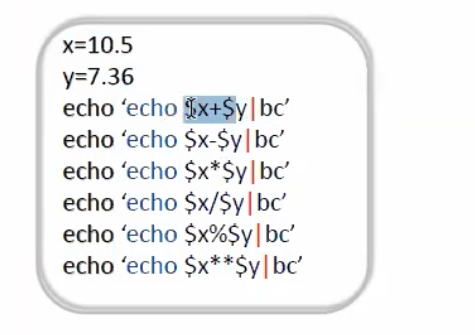 x=10.5
y=7.36
echo ‘echo $x+$y|bc’
echo ‘echo $x-$y|bc’
echo ‘echo $x*$y|bc’
echo ‘echo $x/$y|bc’
echo ‘echo $x%$y|bc’
echo ‘echo $x**$y|bc’